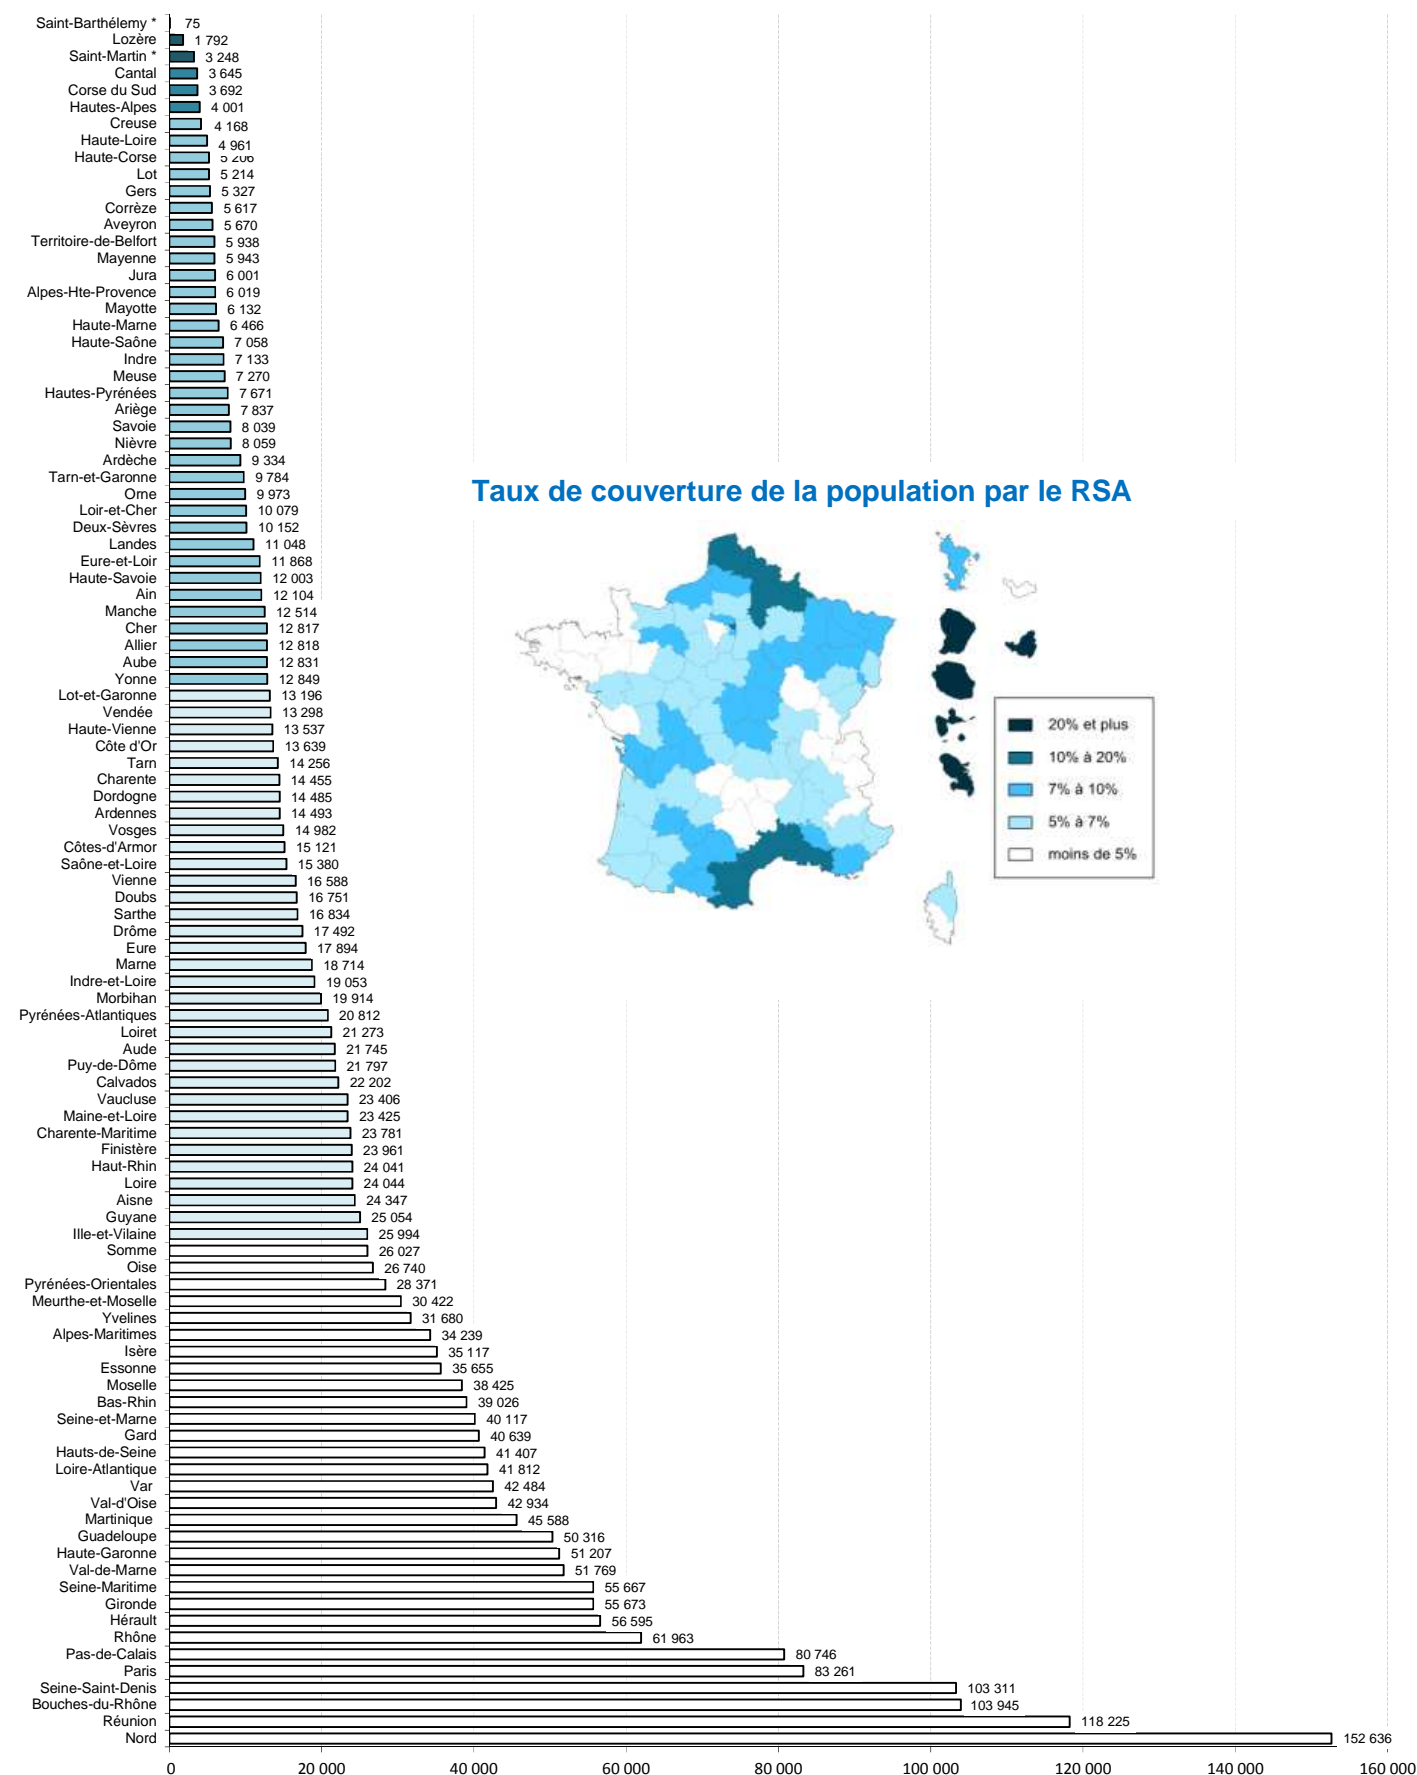 Saint-Barthélemy * 75
Lozère 1 792
Saint-Martin * 3 248
Cantal 3 645
Corse du Sud 3 692
Hautes-Alpes 4 001
Creuse 4 168
Haute-Loire 4 961
Haute-Corse 5 206
Lot 5 214
Gers 5 327
Corrèze 5 617
Aveyron 5 670
Territoire-de-Belfort 5 938
Mayenne 5 943
Jura 6 001
Alpes-Hte-Provence 6 019
Mayotte 6 132
Haute-Marne 6 466
Haute-Saône 7 058
Indre 7 133
Meuse 7 270
Hautes-Pyrénées 7 671
Ariège 7 837
Savoie 8 039
Nièvre 8 059
Ardèche 9 334
Tarn-et-Garonne 9 784
Orne 9 973
Loir-et-Cher 10 079
Deux-Sèvres 10 152
Landes 11 048
Eure-et-Loir 11 868
Haute-Savoie 12 003
Ain 12 104
Manche 12 514
Cher 12 817
Allier 12 818
Aube 12 831
Yonne 12 849
Lot-et-Garonne 13 196
Vendée 13 298
Haute-Vienne 13 537
Côte d'Or 13 639
Tarn 14 256
Charente 14 455
Dordogne 14 485
Ardennes 14 493
Vosges 14 982
Côtes-d'Armor 15 121
Saône-et-Loire 15 380
Vienne 16 588
Doubs 16 751
Sarthe 16 834
Drôme 17 492
Eure 17 894
Marne 18 714
Indre-et-Loire 19 053
Morbihan 19 914
Pyrénées-Atlantiques 20 812
Loiret 21 273
Aude 21 745
Puy-de-Dôme 21 797
Calvados 22 202
Vaucluse 23 406
Maine-et-Loire 23 425
Charente-Maritime 23 781
Finistère 23 961
Haut-Rhin 24 041
Loire 24 044
Aisne 24 347
Guyane 25 054
Ille-et-Vilaine 25 994
Somme 26 027
Oise 26 740
Pyrénées-Orientales 28 371
Meurthe-et-Moselle 30 422
Yvelines 31 680
Alpes-Maritimes 34 239
Isère 35 117
Essonne 35 655
Moselle 38 425
Bas-Rhin 39 026
Seine-et-Marne 40 117
Gard 40 639
Hauts-de-Seine 41 407
Loire-Atlantique 41 812
Var 42 484
Val-d'Oise 42 934
Martinique 45 588
Guadeloupe 50 316
Haute-Garonne 51 207
Val-de-Marne 51 769
Seine-Maritime 55 667
Gironde 55 673
Hérault 56 595
Rhône 61 963
Pas-de-Calais 80 746
Paris 83 261
Seine-Saint-Denis 103 311
Bouches-du-Rhône 103 945
Réunion 118 225
Nord 152 636
0 20 000 40 000 60 000 80 000 100 000 120 000 140 000 160 000
Taux de couverture de la population par le RSA
20% et plus
10% à 20%
7% à 10%
5% à 7%
moins de 5%